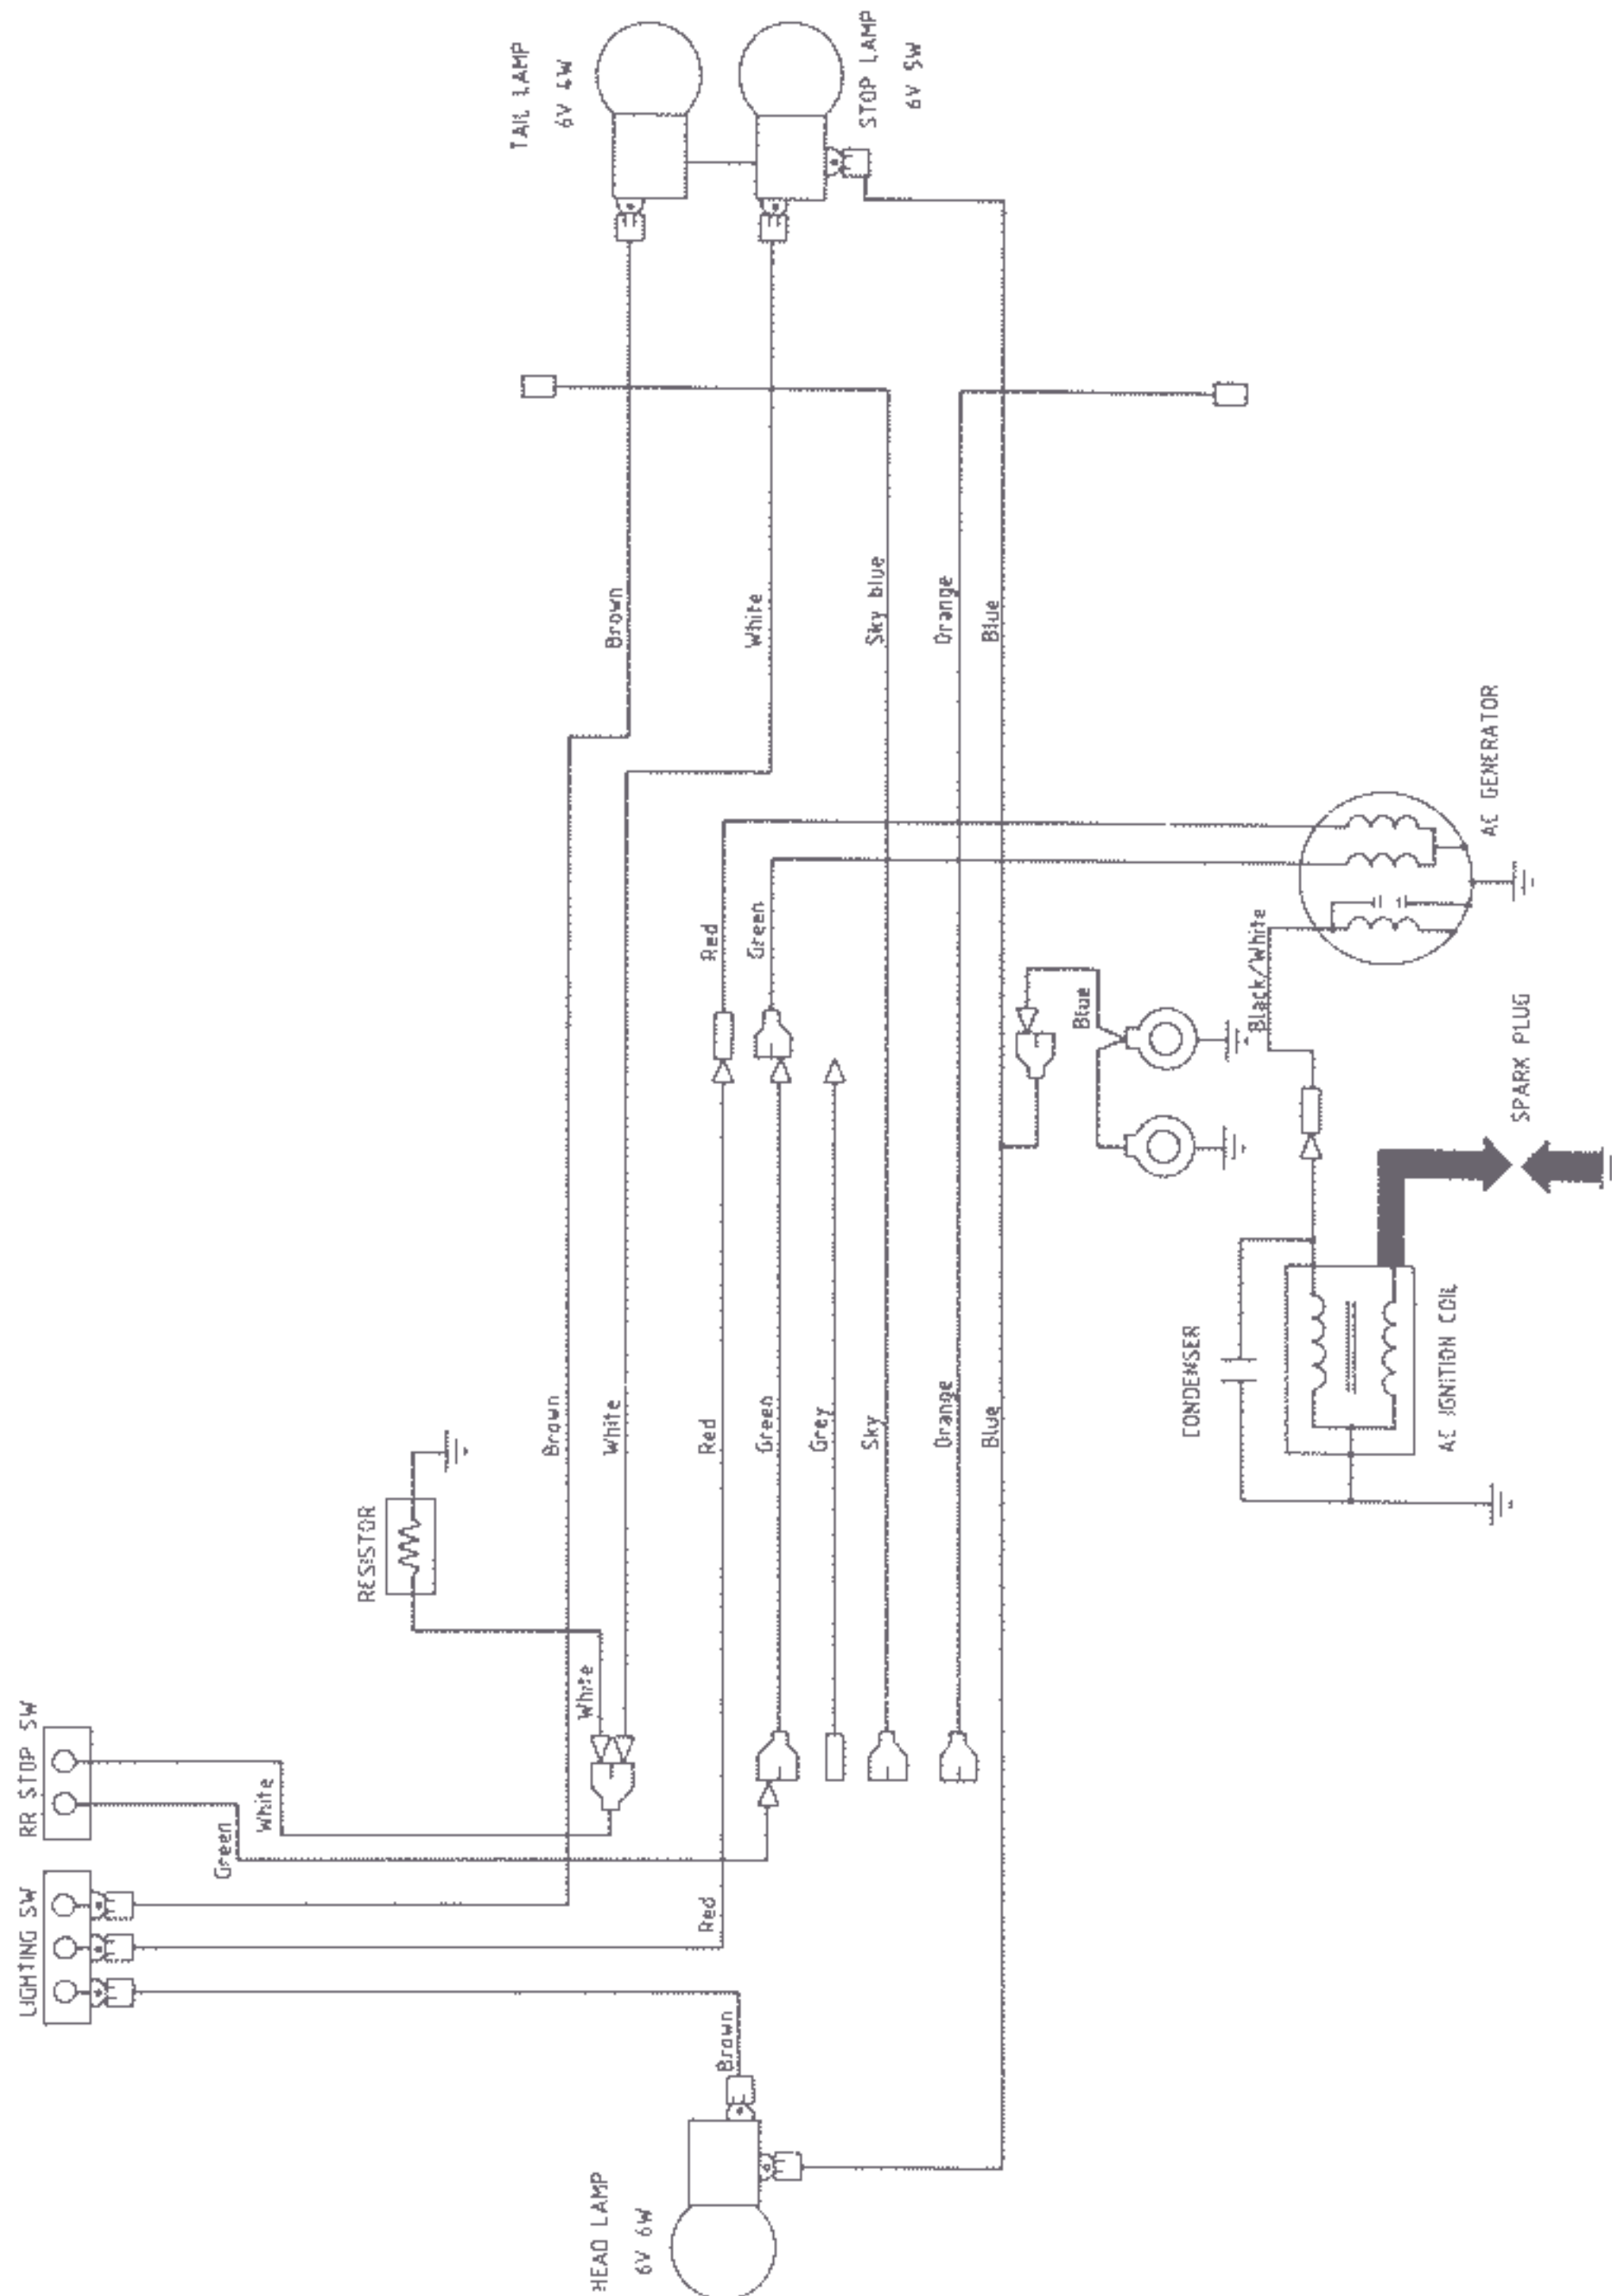 LIGHTING SW
RR STOP SW
RESISTOR
TAIL LAMP
6V 4W
STOP LAMP
6V 5W
HEAD LAMP
6V 6W
Green
White
White
Brown
White
Brown
White
Red
Red
Red
Brown
Green
Green
Grey
Sky
Sky blue
Orange
Orange
Blue
Blue
Blue
CONDENSER
Black/White
AC IGNITION COIL
AC GENERATOR
SPARK PLUG